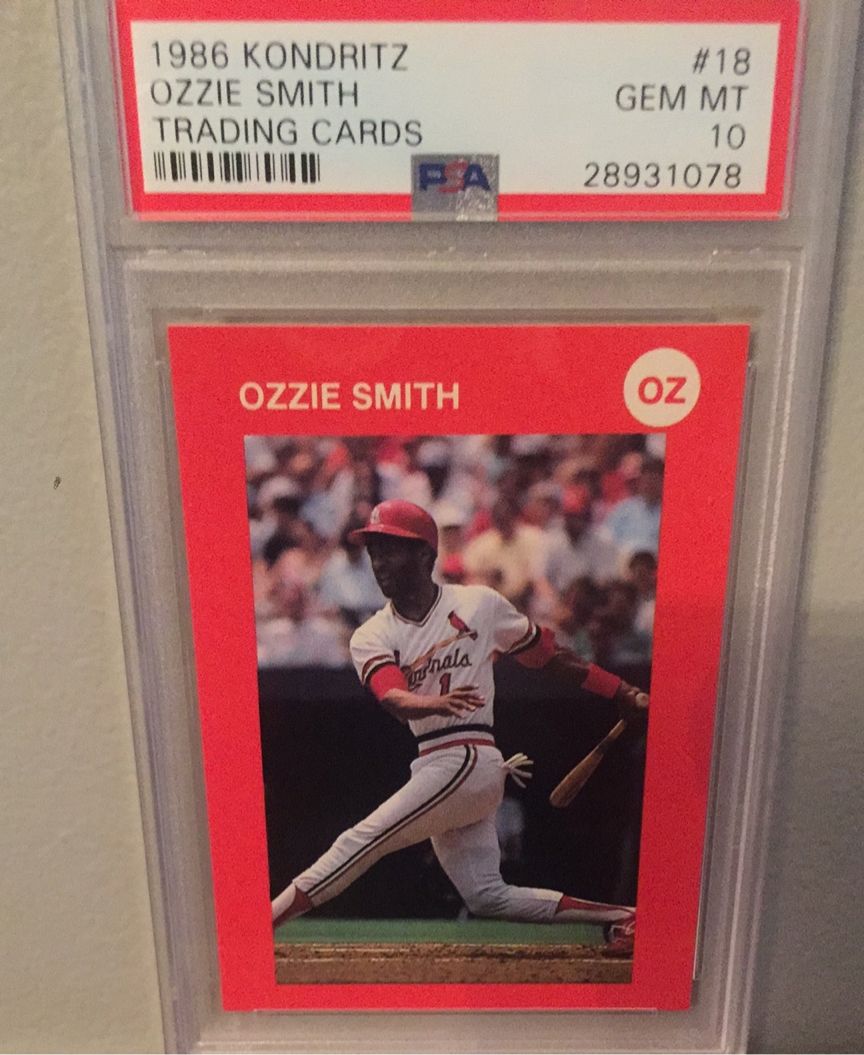 1986 KONDRITZ #18
OZZIE SMITH GEM MT
TRADING CARDS 10
PSA 28931078
OZZIE SMITH OZ
Cardinals
1